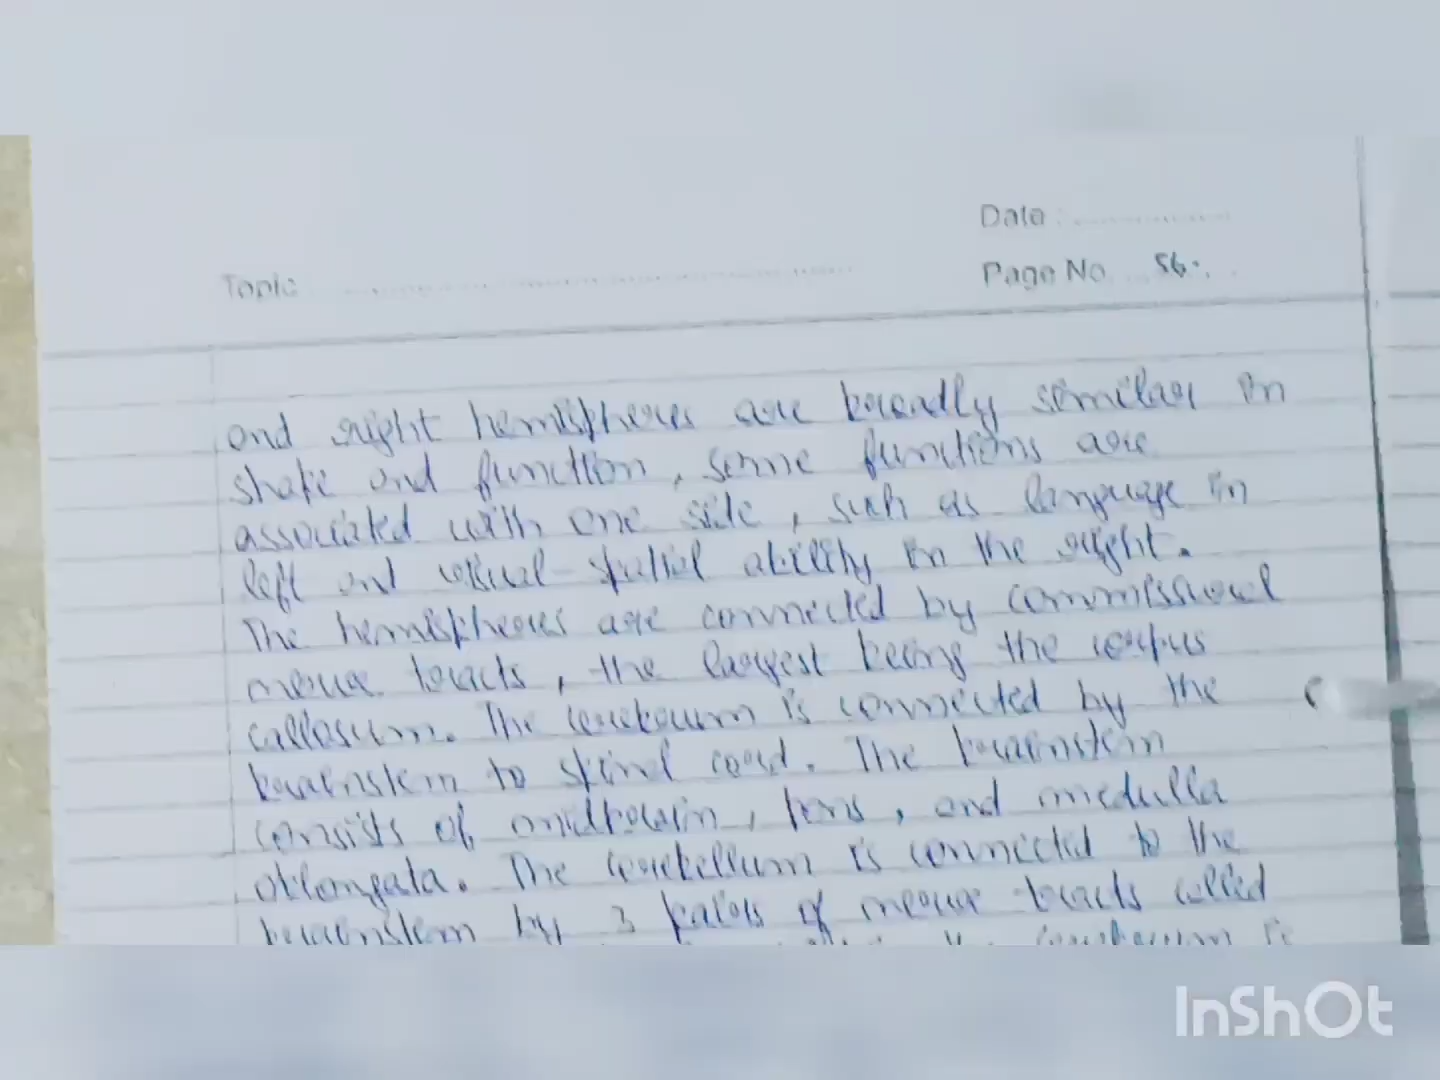 Date :
Topic
Page No. 56.
and right hemispheres are broadly similar in
shape and function, some functions are
associated with one side, such as language in
left and visual-spatial ability in the right.
The hemispheres are connected by commissural
nerve tracts, the largest being the corpus
callosum. The cerebrum is connected by the
brainstem to spinal cord. The brainstem
consists of midbrain, pons, and medulla
oblongata. The cerebellum is connected to the
brainstem by 3 pairs of nerve tracts called
cerebrum is
InShOt